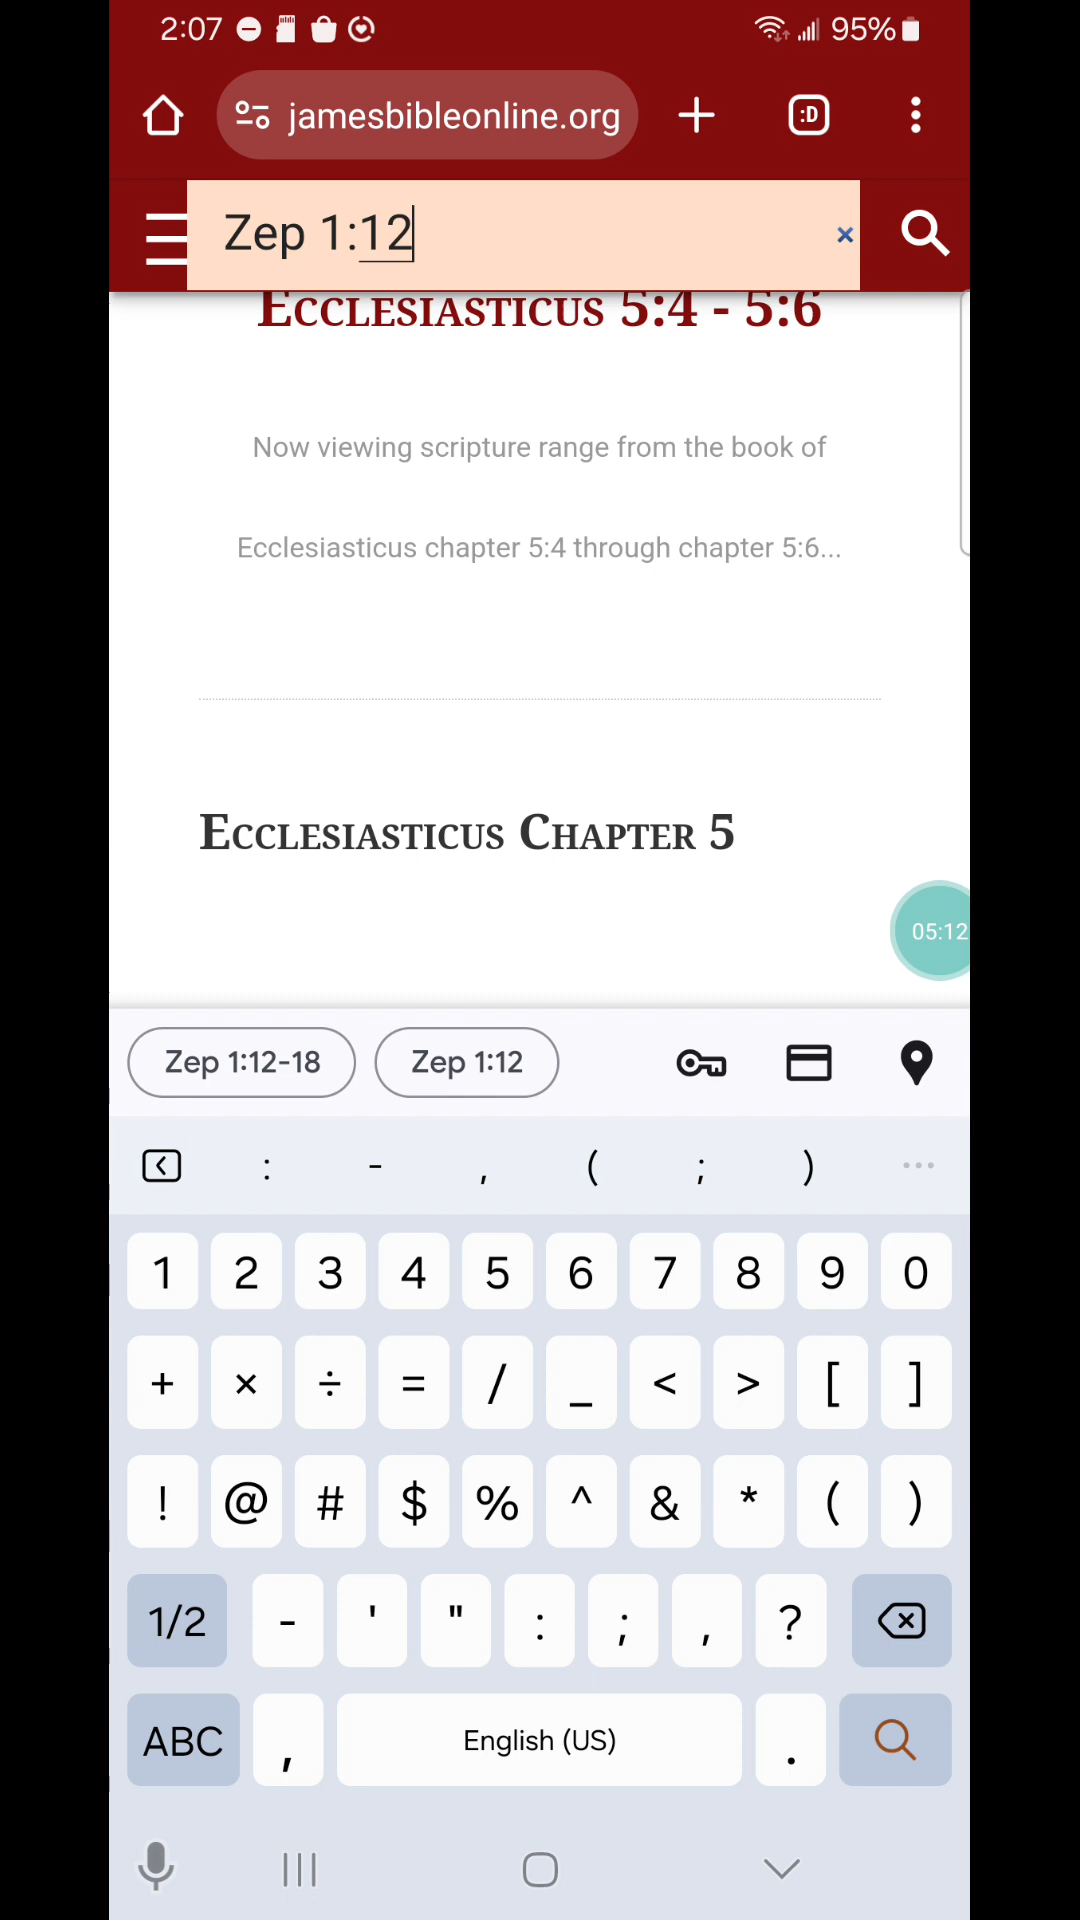 2:07 95%
jamesbibleonline.org :D
Zep 1:12 ×
Ecclesiasticus 5:4 - 5:6
Now viewing scripture range from the book of
Ecclesiasticus chapter 5:4 through chapter 5:6...
Ecclesiasticus Chapter 5
05:12
Zep 1:12-18 Zep 1:12
: - , ( ; ) ...
1 2 3 4 5 6 7 8 9 0
+ × ÷ = / _ < > [ ]
! @ # $ % ^ & * ( )
1/2 - ' " : ; , ?
ABC , English (US) .